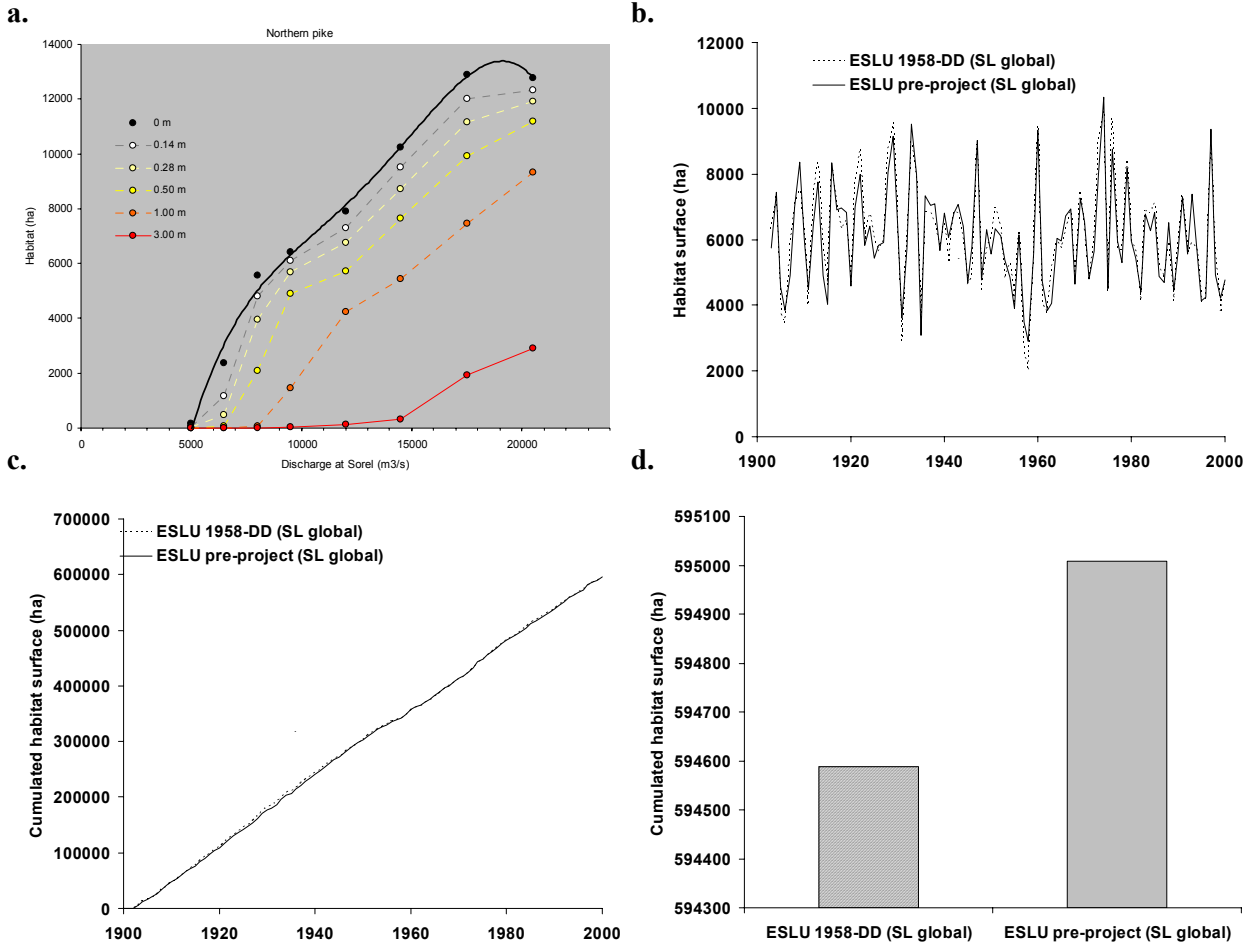 a.
Northern pike
14000
12000
10000
8000
6000
4000
2000
0
Habitat (ha)
0 m
0.14 m
0.28 m
0.50 m
1.00 m
3.00 m
0 5000 10000 15000 20000
Discharge at Sorel (m3/s)
b.
12000
10000
8000
6000
4000
2000
0
Habitat surface (ha)
ESLU 1958-DD (SL global)
ESLU pre-project (SL global)
1900 1920 1940 1960 1980 2000
c.
700000
600000
500000
400000
300000
200000
100000
0
Cumulated habitat surface (ha)
ESLU 1958-DD (SL global)
ESLU pre-project (SL global)
1900 1920 1940 1960 1980 2000
d.
595100
595000
594900
594800
594700
594600
594500
594400
594300
Cumulated habitat surface (ha)
ESLU 1958-DD (SL global) ESLU pre-project (SL global)